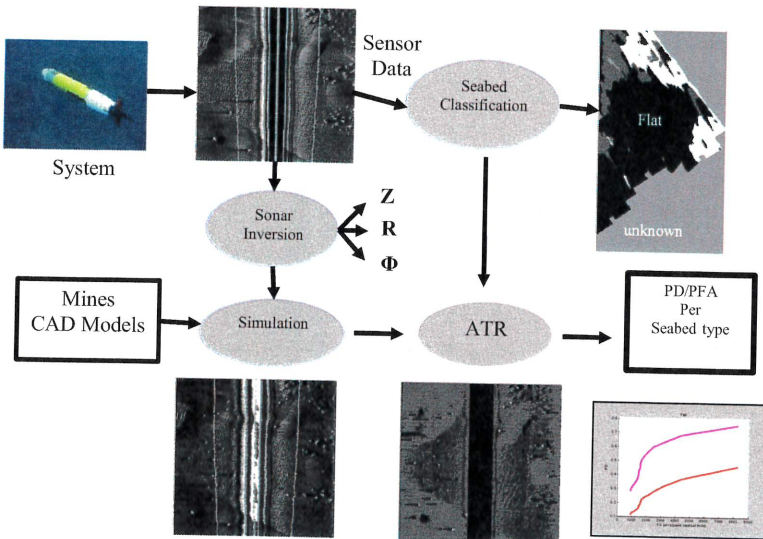 Sensor
Data
Seabed
Classification
Flat
System
unknown
Sonar
Inversion
Z
R
Φ
Mines
CAD Models
Simulation
ATR
PD/PFA
Per
Seabed type